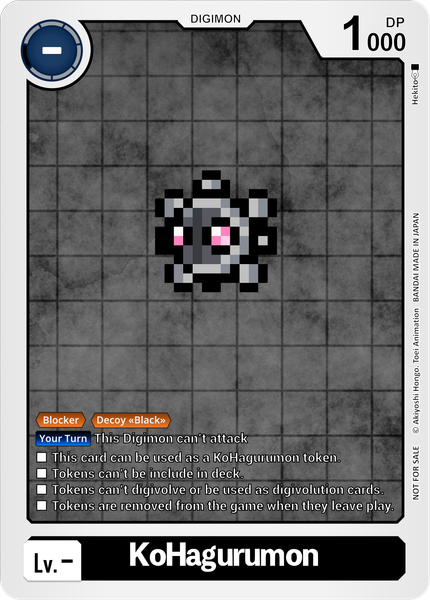 DIGIMON
-
1000
DP
Hekito
Blocker Decoy «Black»
Your Turn This Digimon can't attack
This card can be used as a KoHagurumon token.
Tokens can't be include in deck.
Tokens can't digivolve or be used as digivolution cards.
Tokens are removed from the game when they leave play.
NOT FOR SALE © Akiyoshi Hongo. Toei Animation BANDAI MADE IN JAPAN
Lv.-
KoHagurumon